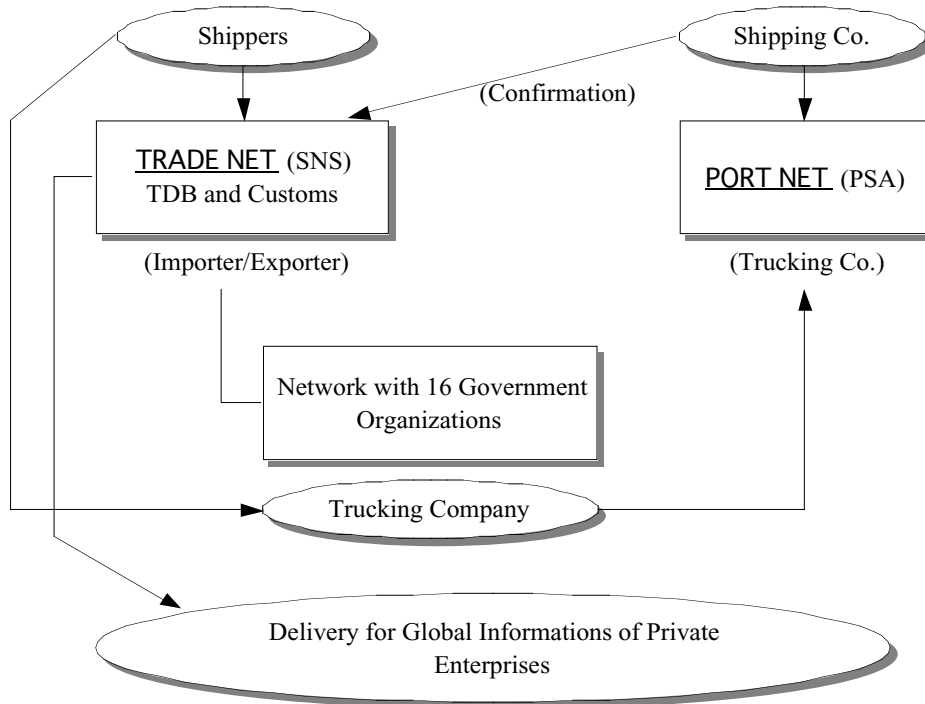 Shippers
Shipping Co.
(Confirmation)
TRADE NET (SNS)
TDB and Customs
PORT NET (PSA)
(Importer/Exporter)
(Trucking Co.)
Network with 16 Government
Organizations
Trucking Company
Delivery for Global Informations of Private
Enterprises